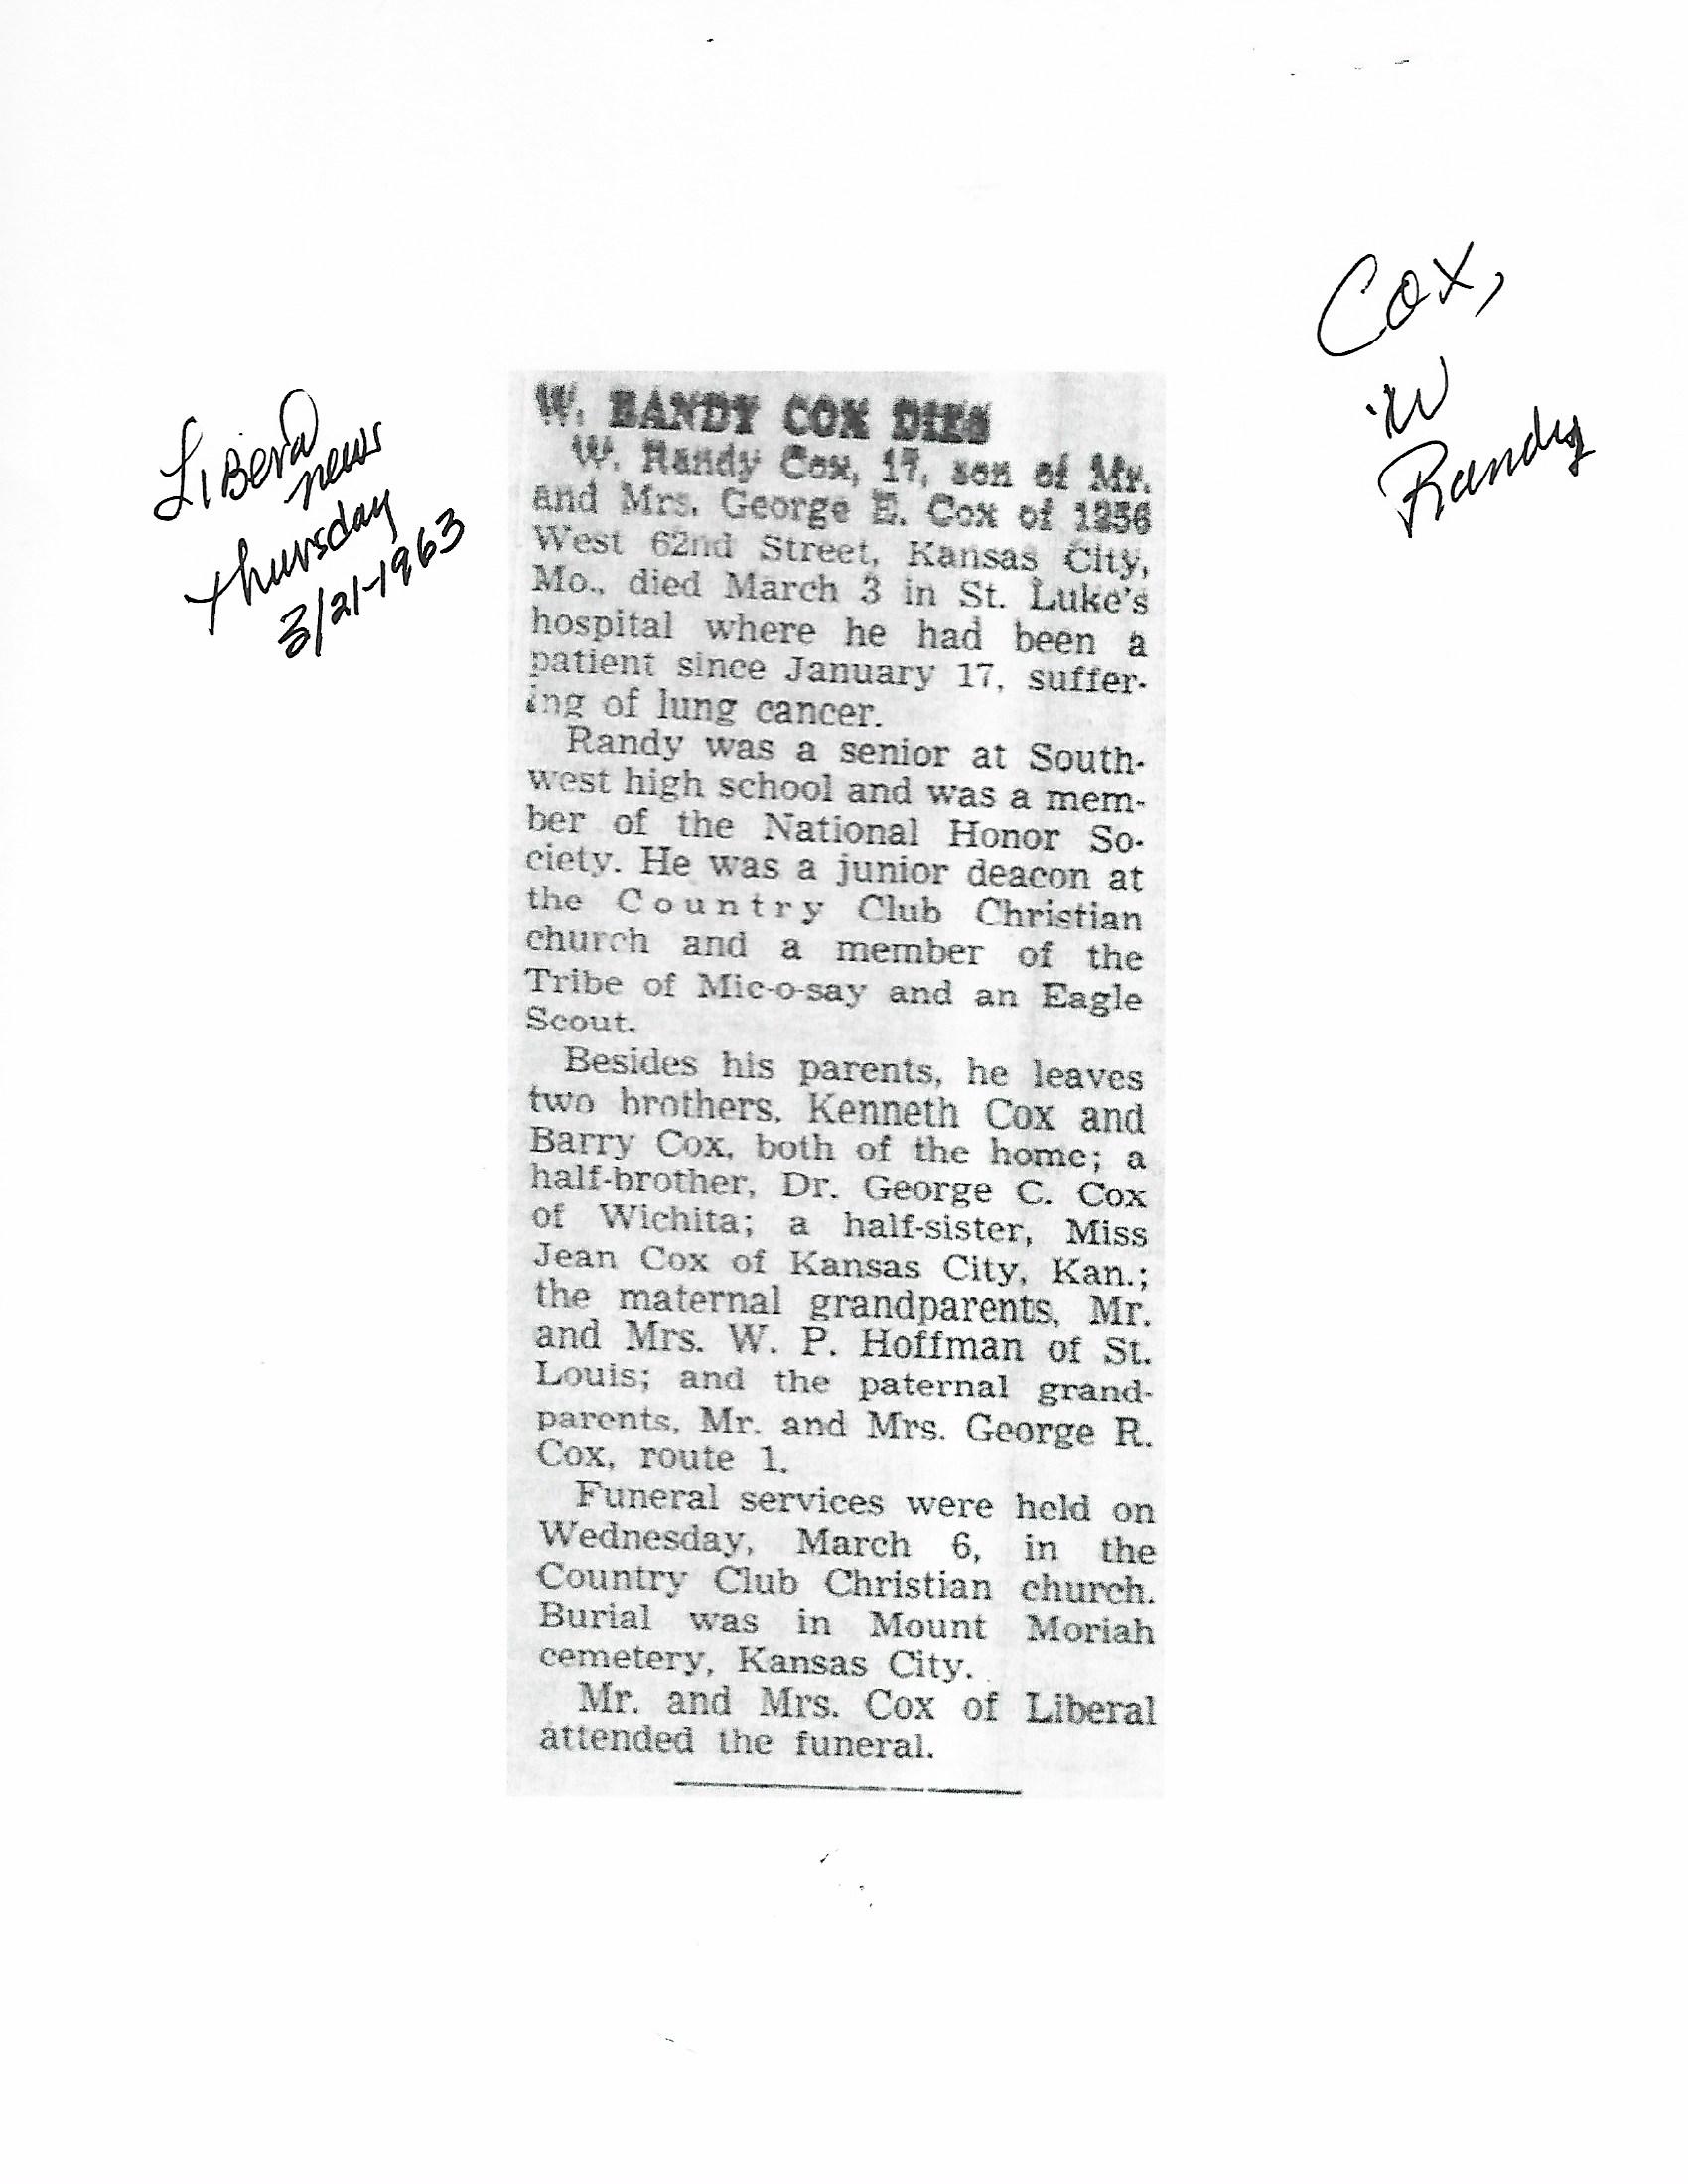 Cox,
W
Randy
Liberal
news
Thursday
3/21-1963
W. RANDY COX DIES
W. Randy Cox, 17, son of Mr.
and Mrs. George E. Cox of 1256
West 62nd Street, Kansas City,
Mo., died March 3 in St. Luke's
hospital where he had been a
patient since January 17, suffer-
ing of lung cancer.
Randy was a senior at South-
west high school and was a mem-
ber of the National Honor So-
ciety. He was a junior deacon at
the Country Club Christian
church and a member of the
Tribe of Mic-o-say and an Eagle
Scout.
Besides his parents, he leaves
two brothers, Kenneth Cox and
Barry Cox, both of the home; a
half-brother, Dr. George C. Cox
of Wichita; a half-sister, Miss
Jean Cox of Kansas City, Kan.;
the maternal grandparents, Mr.
and Mrs. W. P. Hoffman of St.
Louis; and the paternal grand-
parents, Mr. and Mrs. George R.
Cox, route 1.
Funeral services were held on
Wednesday, March 6, in the
Country Club Christian church.
Burial was in Mount Moriah
cemetery, Kansas City.
Mr. and Mrs. Cox of Liberal
attended the funeral.